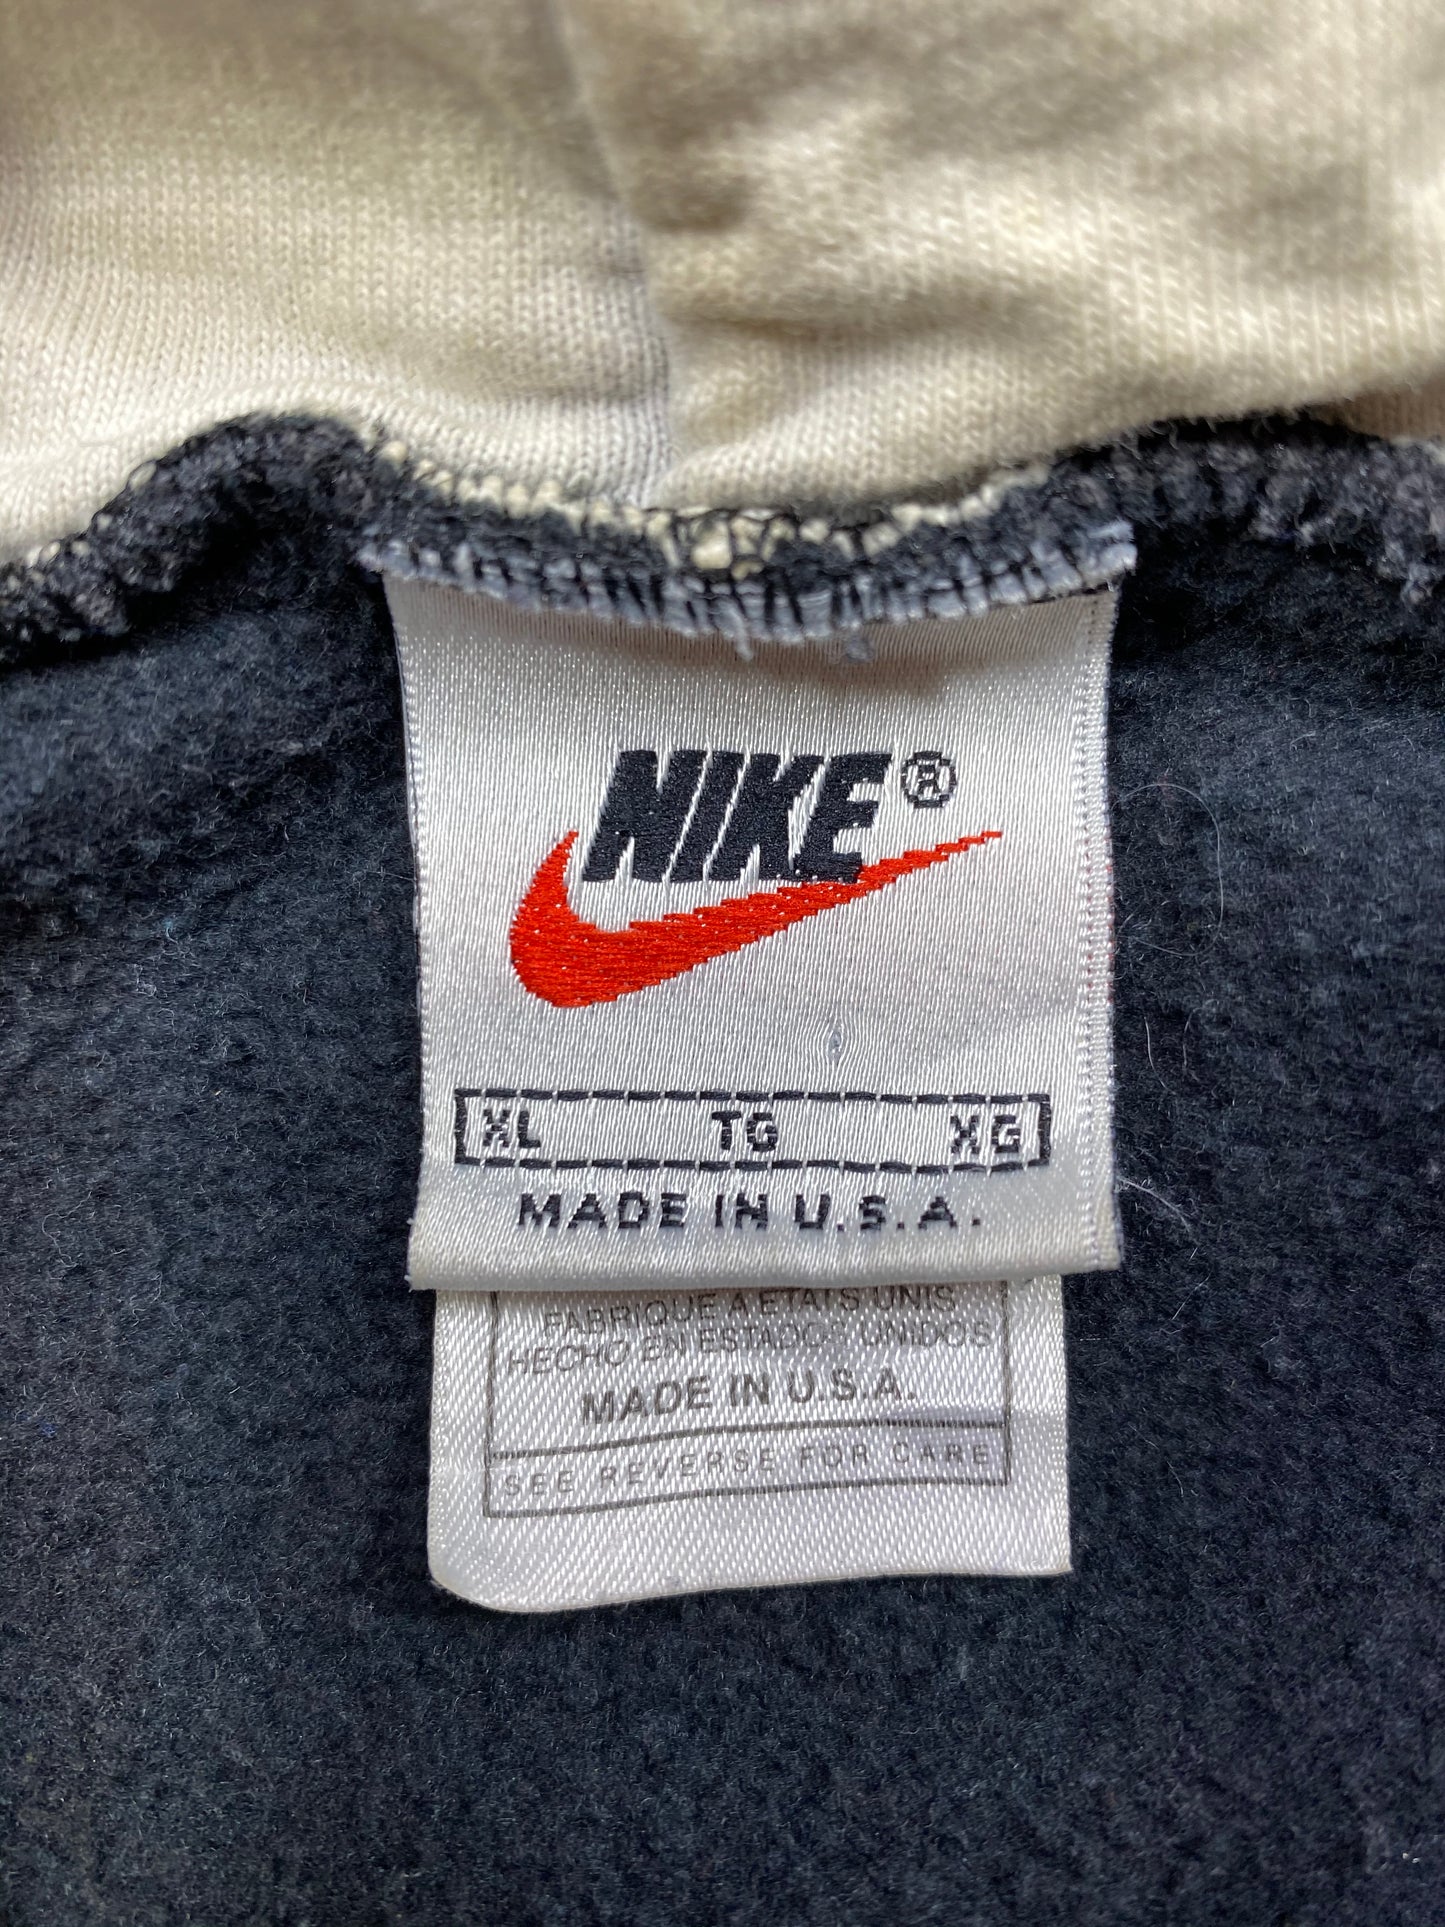 NIKE®
XL TG XG
MADE IN U.S.A.
FABRIQUE A ETATS UNIS
HECHO EN ESTADOS UNIDOS
MADE IN U.S.A.
SEE REVERSE FOR CARE